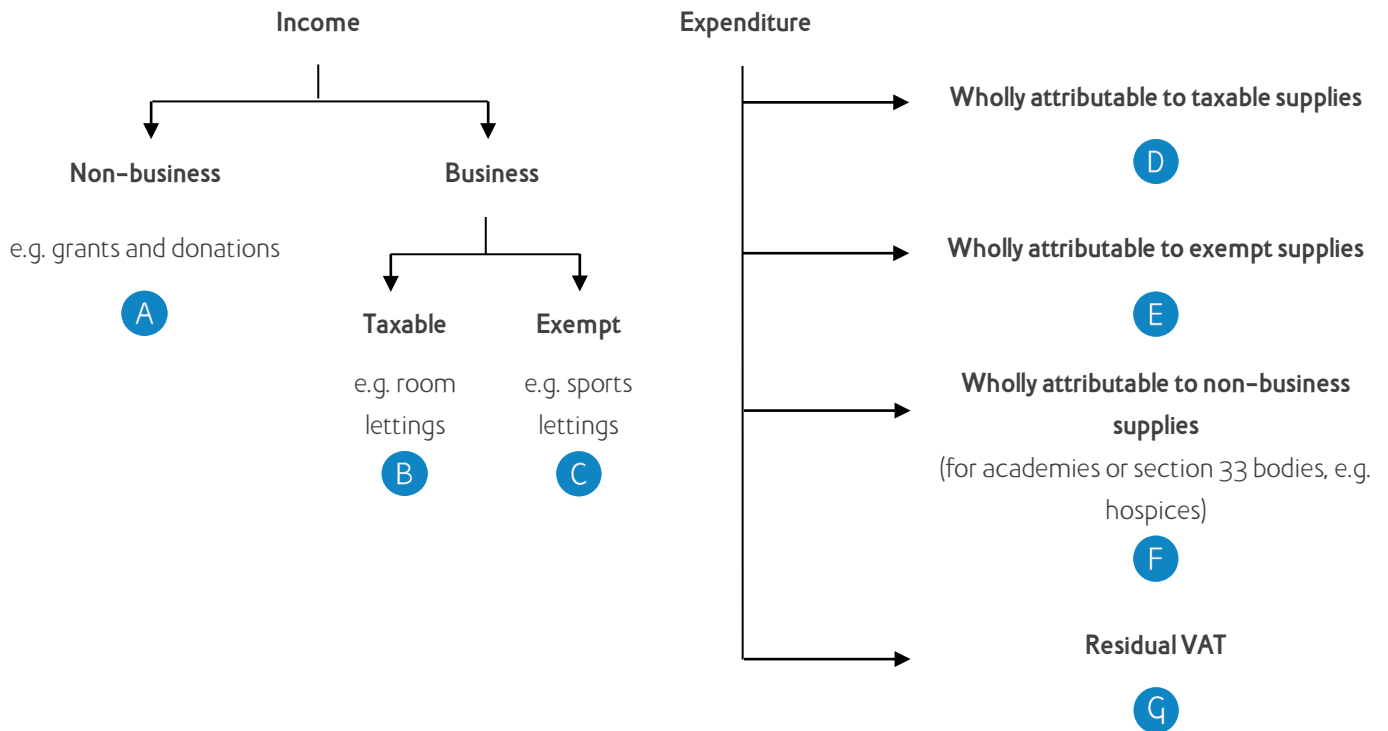 Income
Non-business
e.g. grants and donations
A
Business
Taxable
e.g. room
lettings
B
Exempt
e.g. sports
lettings
C
Expenditure
Wholly attributable to taxable supplies
D
Wholly attributable to exempt supplies
E
Wholly attributable to non-business
supplies
(for academies or section 33 bodies, e.g.
hospices)
F
Residual VAT
G